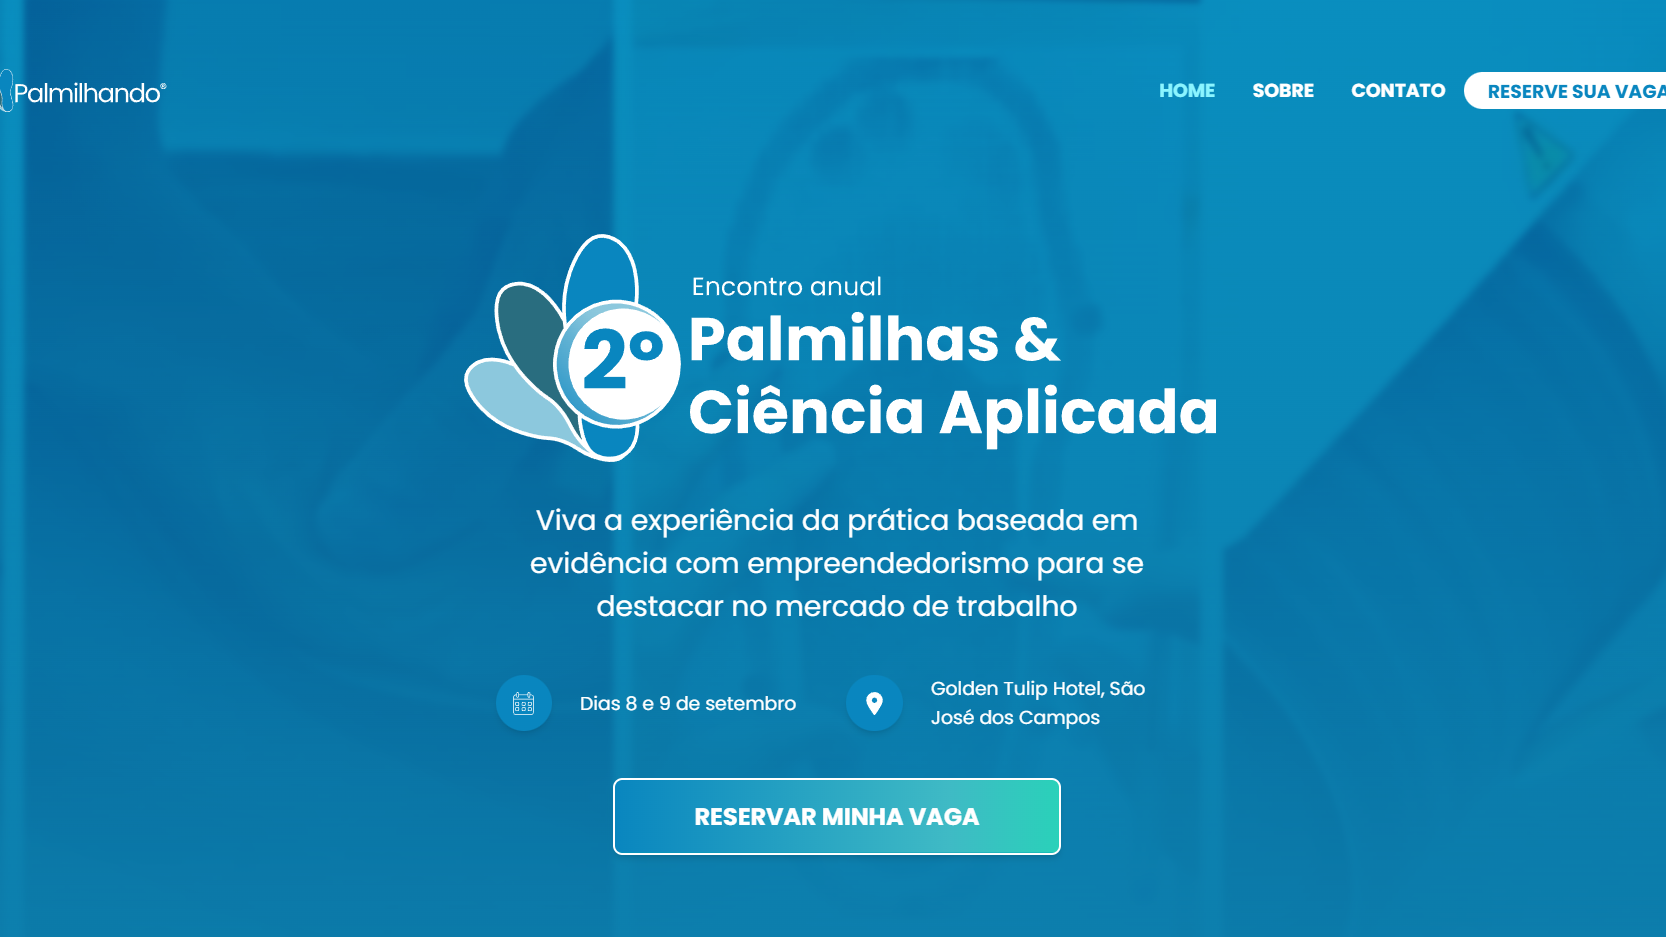 Palmilhando®
HOME SOBRE CONTATO RESERVE SUA VAGA
Encontro anual
2º
Palmilhas &
Ciência Aplicada
Viva a experiência da prática baseada em
evidência com empreendedorismo para se
destacar no mercado de trabalho
Dias 8 e 9 de setembro
Golden Tulip Hotel, São
José dos Campos
RESERVAR MINHA VAGA